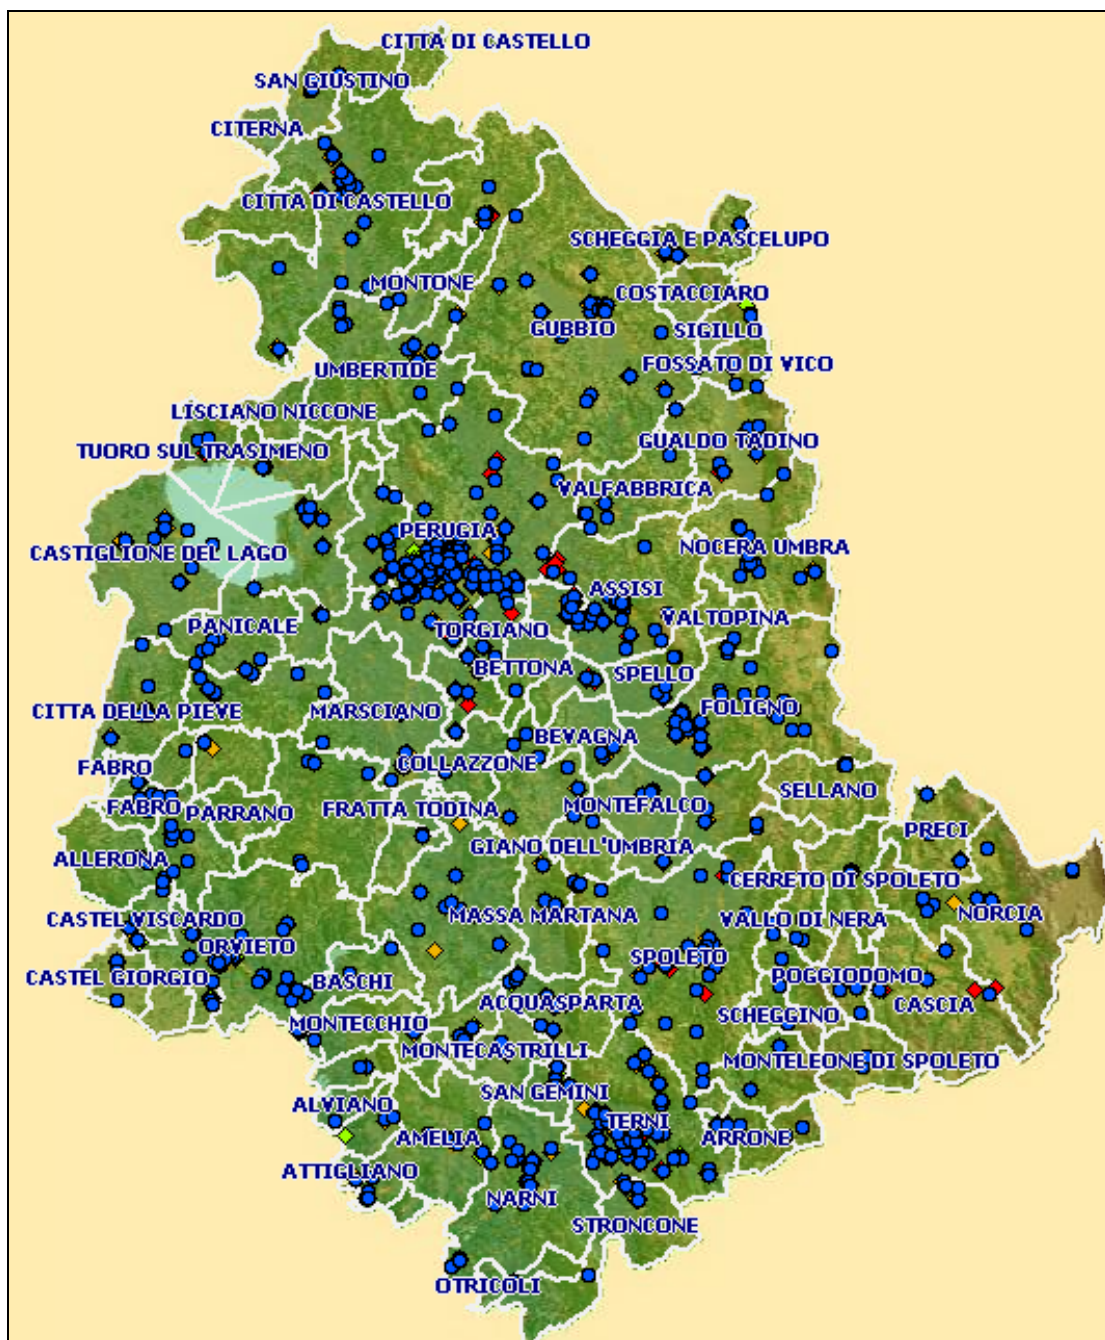 CITTA DI CASTELLO
SAN GIUSTINO
CITERNA
CITTA DI CASTELLO
SCHEGGIA E PASCELUPO
MONTONE
COSTACCIARO
GUBBIO
SIGILLO
UMBERTIDE
FOSSATO DI VICO
LISCIANO NICCONE
GUALDO TADINO
TUORO SUL TRASIMENO
VALFABBRICA
PERUGIA
CASTIGLIONE DEL LAGO
NOCERA UMBRA
ASSISI
PANICALE
TORGIANO
VALTOPINA
BETTONA
SPELLO
CITTA DELLA PIEVE
MARSCIANO
FOLIGNO
BEVAGNA
FABRO
COLLAZZONE
SELLANO
FABRO
PARRANO
FRATTA TODINA
MONTEFALCO
PRECI
ALLERONA
GIANO DELL'UMBRIA
CERRETO DI SPOLETO
CASTEL VISCARDO
MASSA MARTANA
VALLO DI NERA
NORCIA
ORVIETO
SPOLETO
CASTEL GIORGIO
BASCHI
POGGIODOMO
ACQUASPARTA
CASCIA
MONTECCHIO
SCHEGGINO
MONTECASTRILLI
MONTELEONE DI SPOLETO
SAN GEMINI
ALVIANO
TERNI
AMELIA
ARRONE
ATTIGLIANO
NARNI
STRONCONE
OTRICOLI